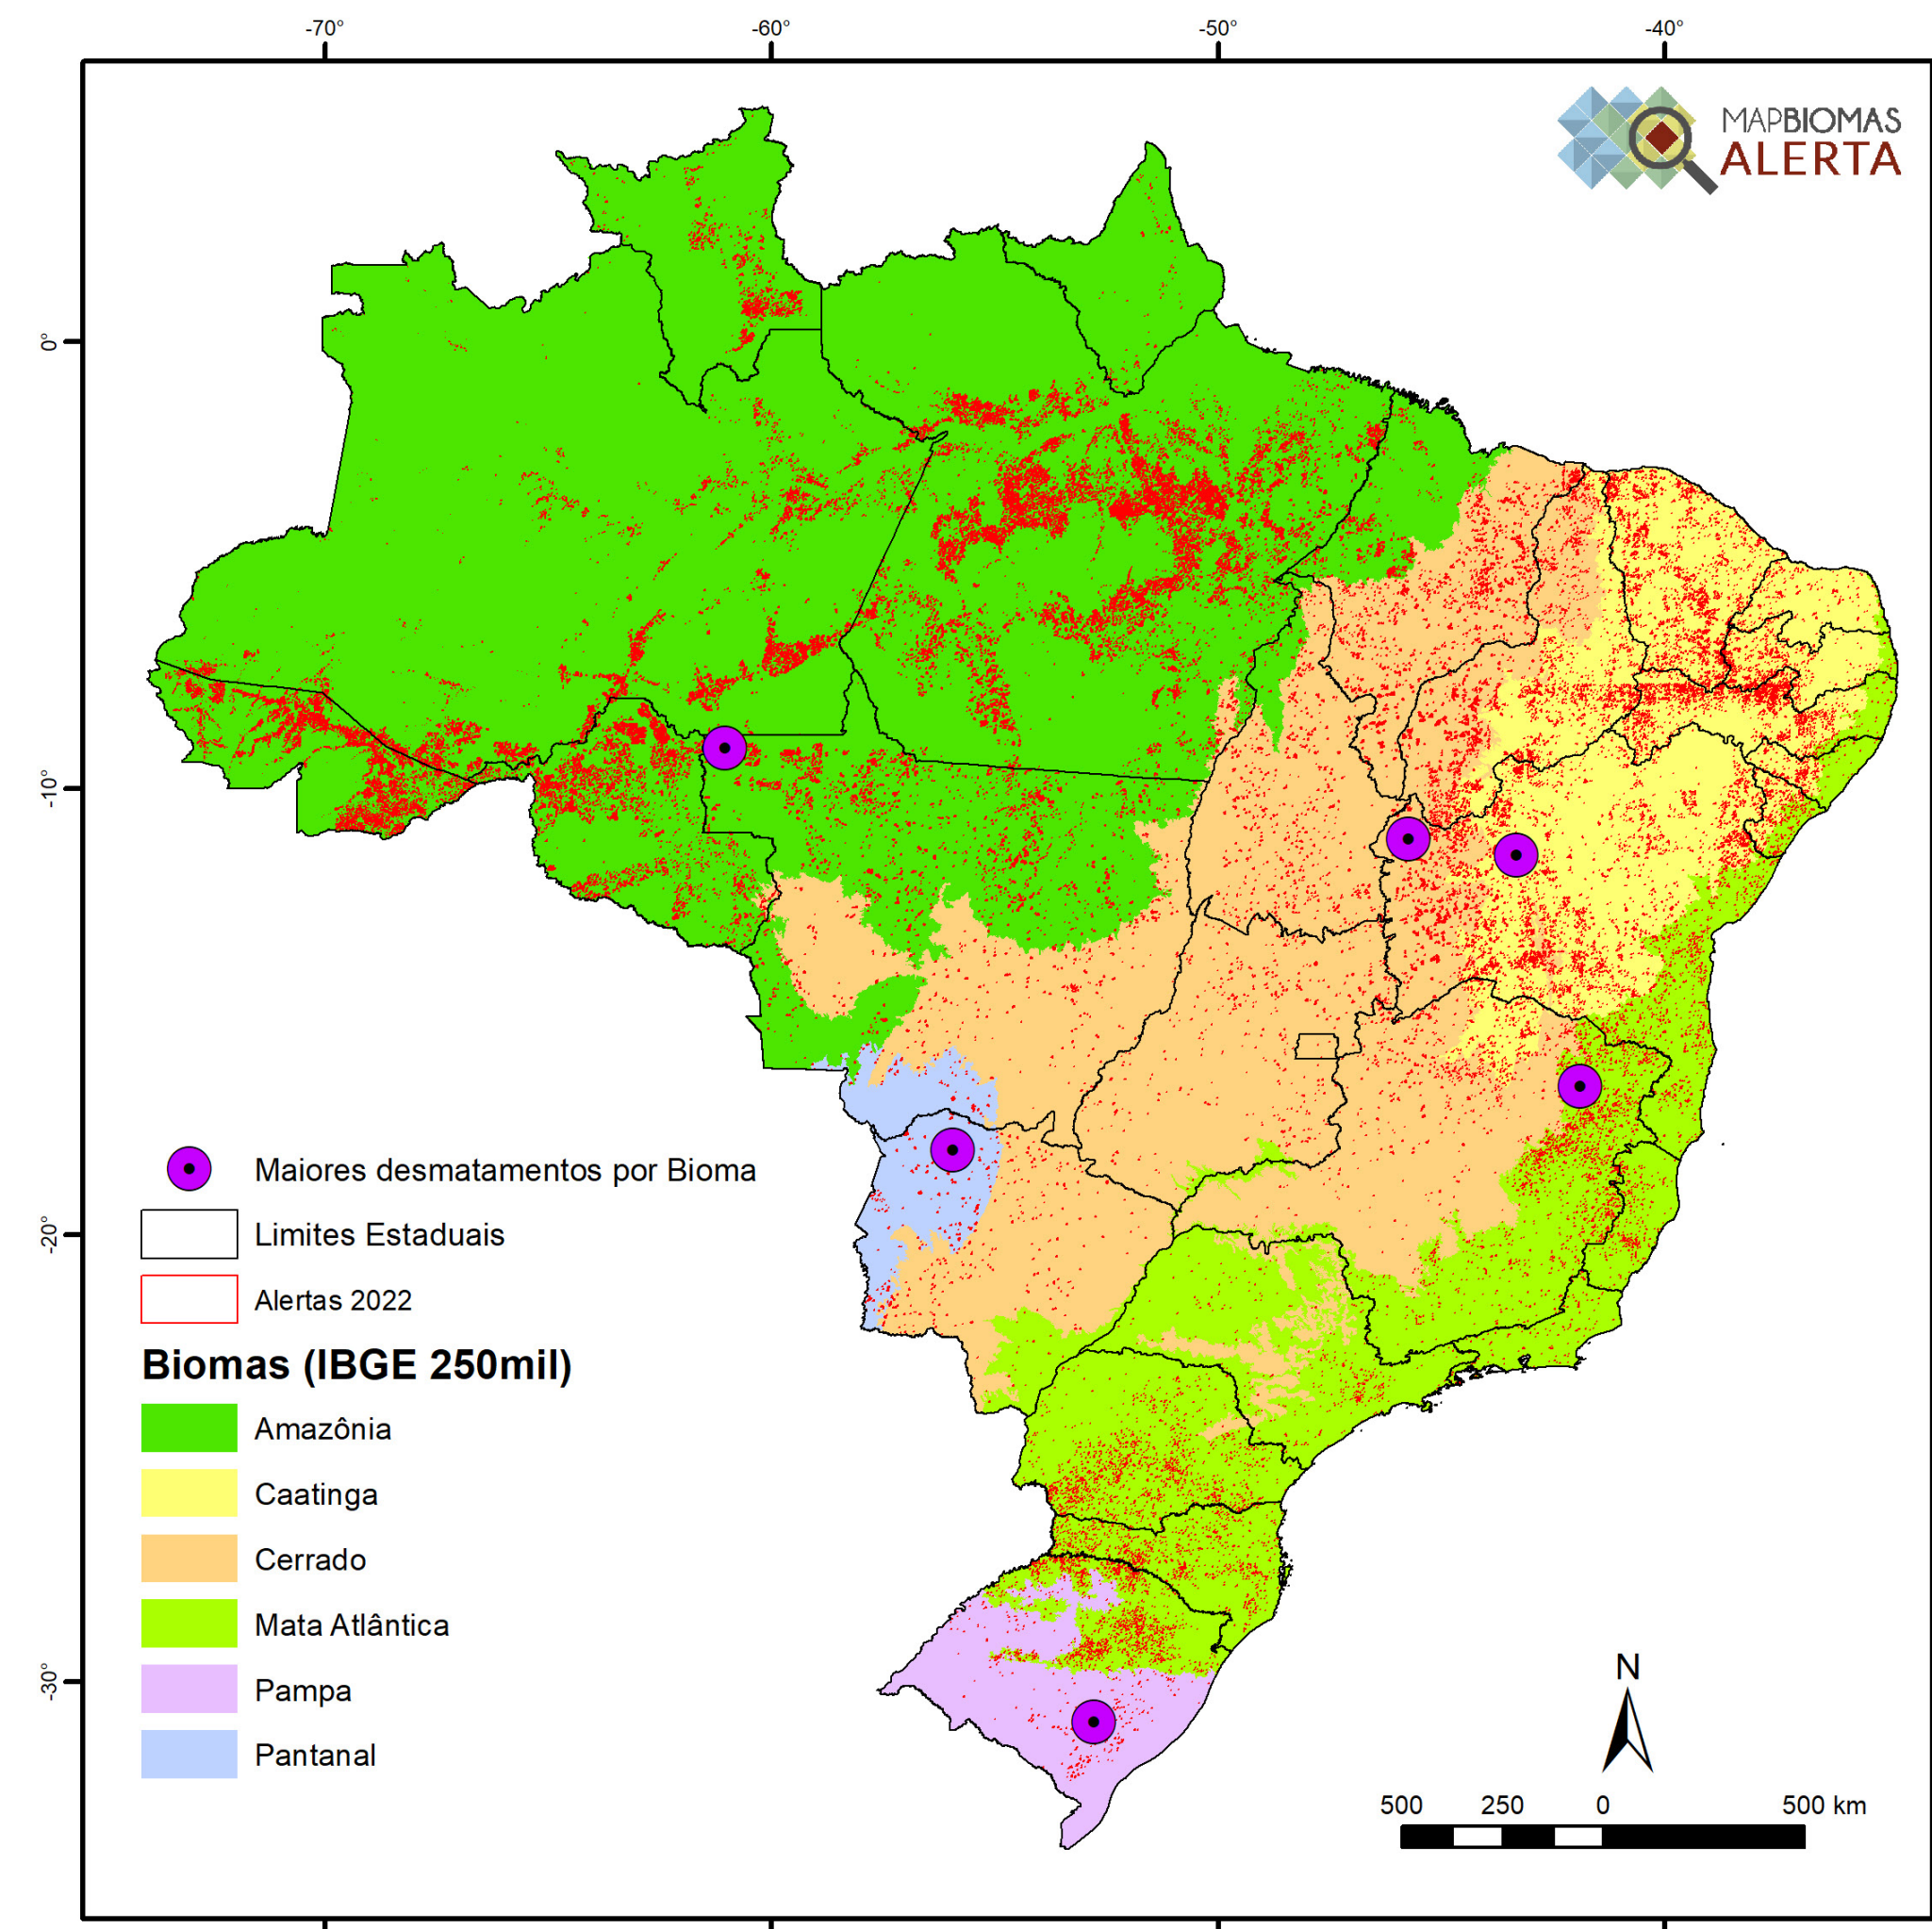 -70°
-60°
-50°
-40°
MAPBIOMAS
ALERTA
0°
-10°
-20°
-30°
Maiores desmatamentos por Bioma
Limites Estaduais
Alertas 2022
Biomas (IBGE 250mil)
Amazônia
Caatinga
Cerrado
Mata Atlântica
Pampa
Pantanal
N
500 250 0 500 km